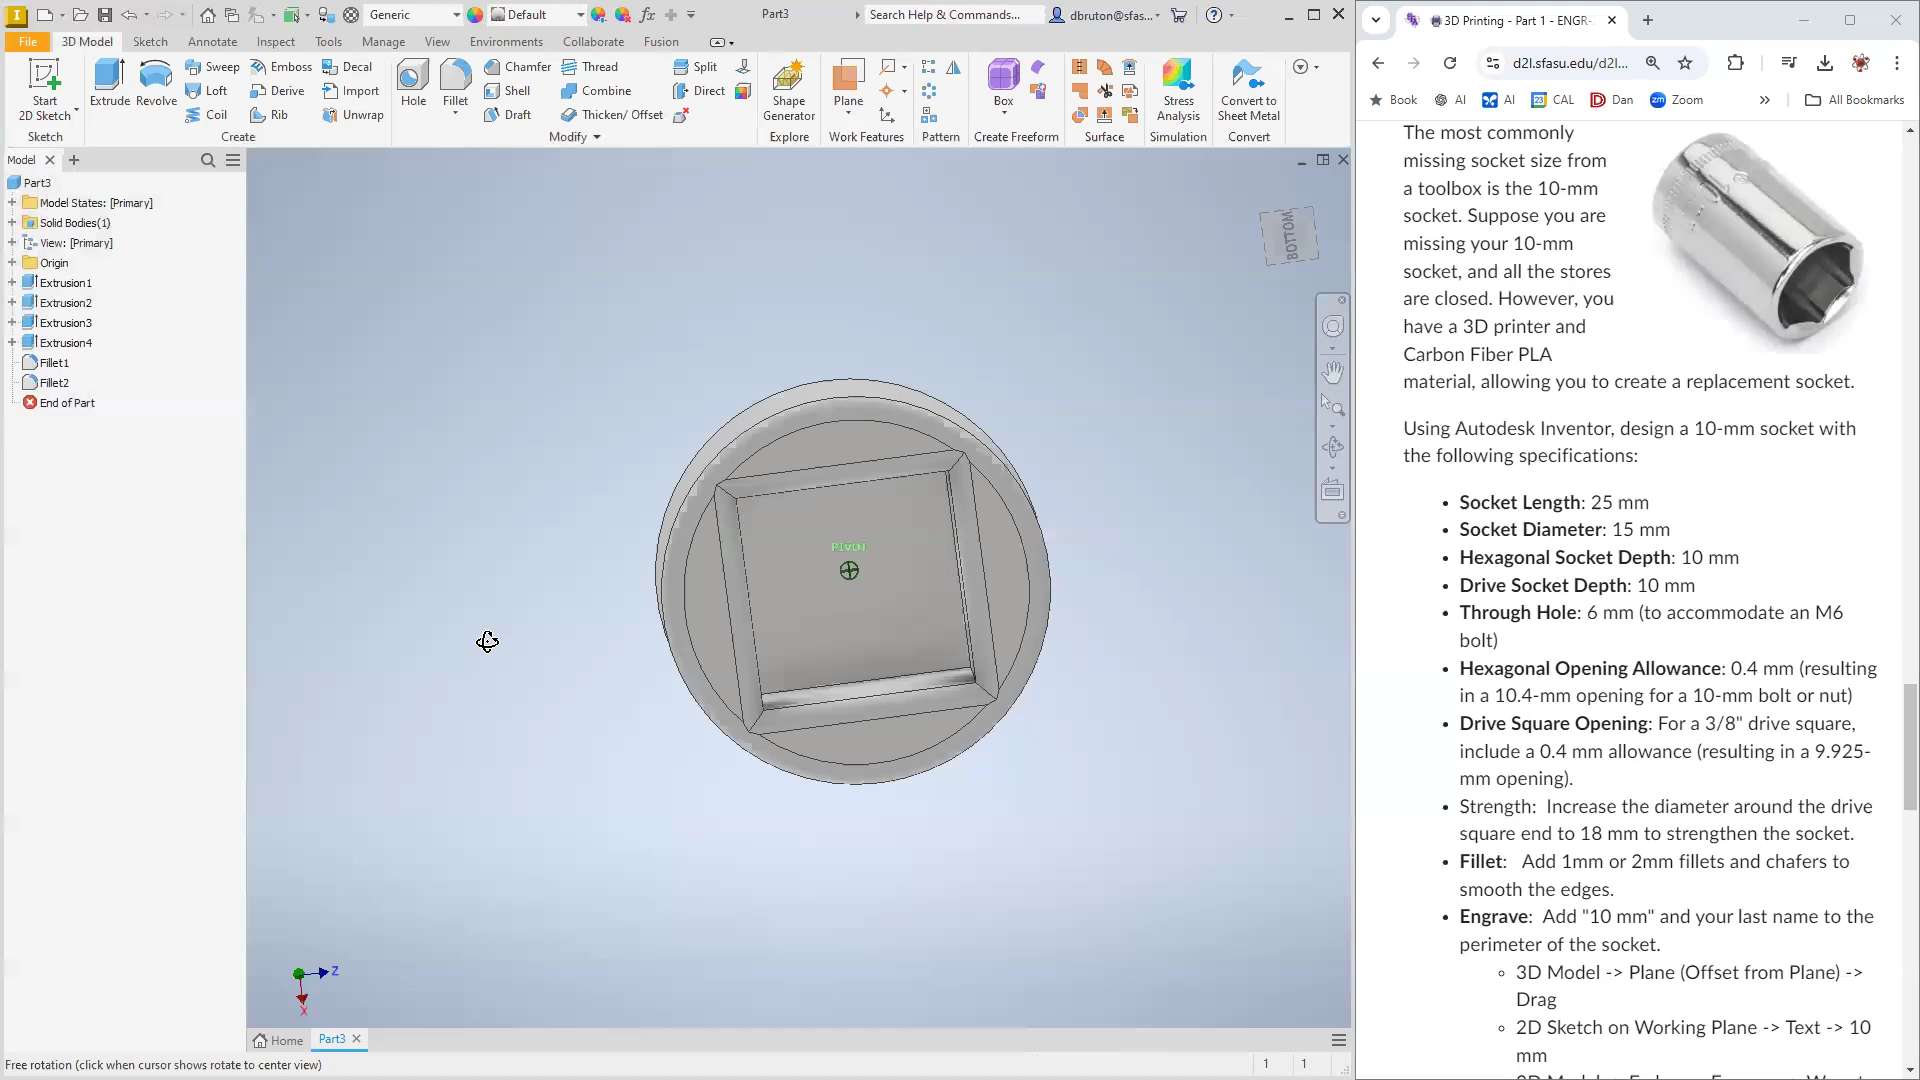 Generic
Default
Part3
Search Help & Commands...
dbruton@sfas...
File
3D Model
Sketch
Annotate
Inspect
Tools
Manage
View
Environments
Collaborate
Fusion
Start
2D Sketch
Extrude
Revolve
Sweep
Loft
Coil
Emboss
Derive
Rib
Decal
Import
Unwrap
Hole
Fillet
Chamfer
Shell
Draft
Thread
Combine
Thicken/ Offset
Split
Direct
Shape
Generator
Plane
Box
Stress
Analysis
Convert to
Sheet Metal
Sketch
Create
Modify
Explore
Work Features
Pattern
Create Freeform
Surface
Simulation
Convert
Model
Part3
Model States: [Primary]
Solid Bodies(1)
View: [Primary]
Origin
Extrusion1
Extrusion2
Extrusion3
Extrusion4
Fillet1
Fillet2
End of Part
BOTTOM
PIVOT
Z
X
Home
Part3
Free rotation (click when cursor shows rotate to center view)
1
1
3D Printing - Part 1 - ENGR-
d2l.sfasu.edu/d2l...
Book
AI
AI
23
CAL
Dan
zm
Zoom
All Bookmarks
The most commonly
missing socket size from
a toolbox is the 10-mm
socket. Suppose you are
missing your 10-mm
socket, and all the stores
are closed. However, you
have a 3D printer and
Carbon Fiber PLA
material, allowing you to create a replacement socket.
Using Autodesk Inventor, design a 10-mm socket with
the following specifications:
• Socket Length: 25 mm
• Socket Diameter: 15 mm
• Hexagonal Socket Depth: 10 mm
• Drive Socket Depth: 10 mm
• Through Hole: 6 mm (to accommodate an M6
bolt)
• Hexagonal Opening Allowance: 0.4 mm (resulting
in a 10.4-mm opening for a 10-mm bolt or nut)
• Drive Square Opening: For a 3/8" drive square,
include a 0.4 mm allowance (resulting in a 9.925-
mm opening).
• Strength: Increase the diameter around the drive
square end to 18 mm to strengthen the socket.
• Fillet: Add 1mm or 2mm fillets and chafers to
smooth the edges.
• Engrave: Add "10 mm" and your last name to the
perimeter of the socket.
◦ 3D Model -> Plane (Offset from Plane) ->
Drag
◦ 2D Sketch on Working Plane -> Text -> 10
mm